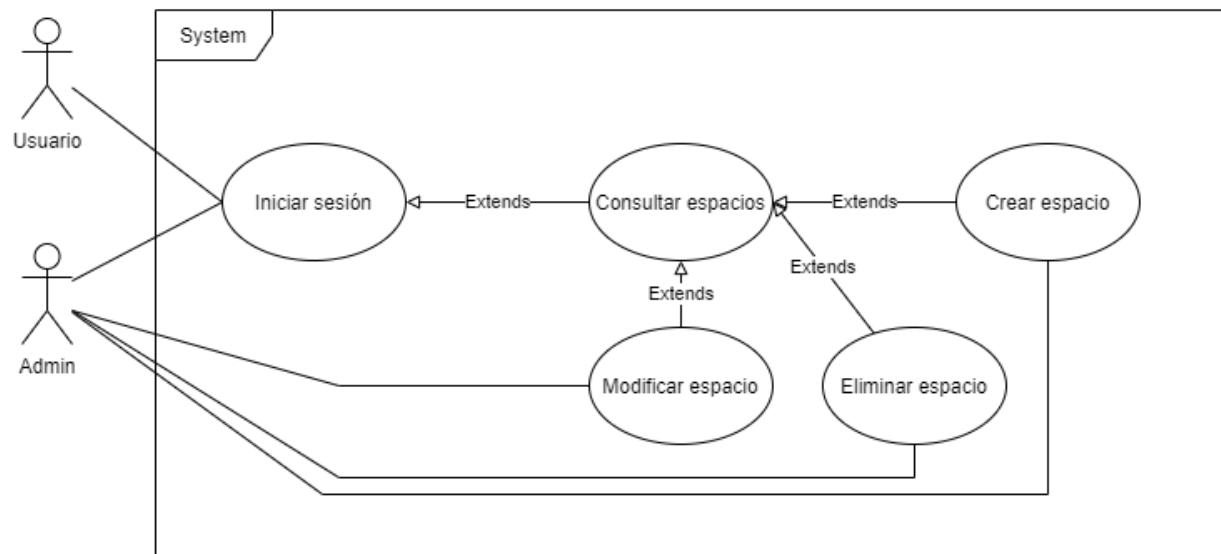 System
Usuario
Iniciar sesión
Extends
Consultar espacios
Extends
Crear espacio
Extends
Extends
Admin
Modificar espacio
Eliminar espacio